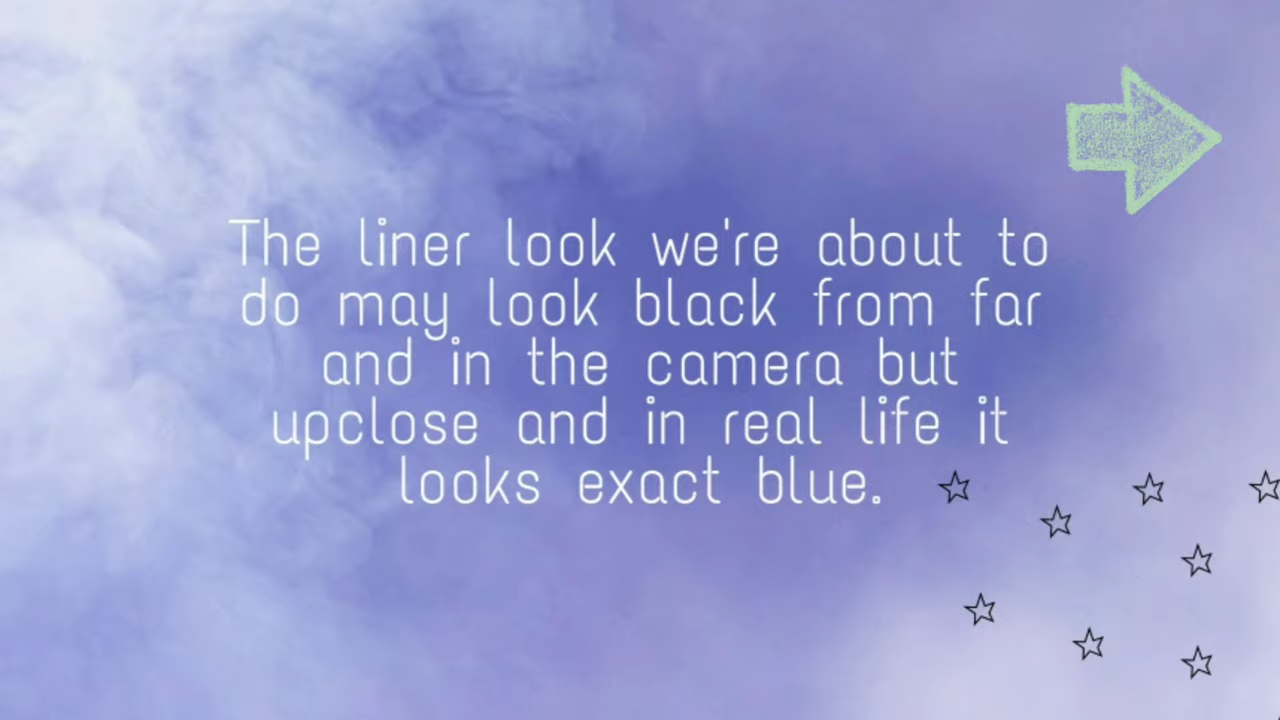 The liner look we're about to
do may look black from far
and in the camera but
upclose and in real life it
looks exact blue.